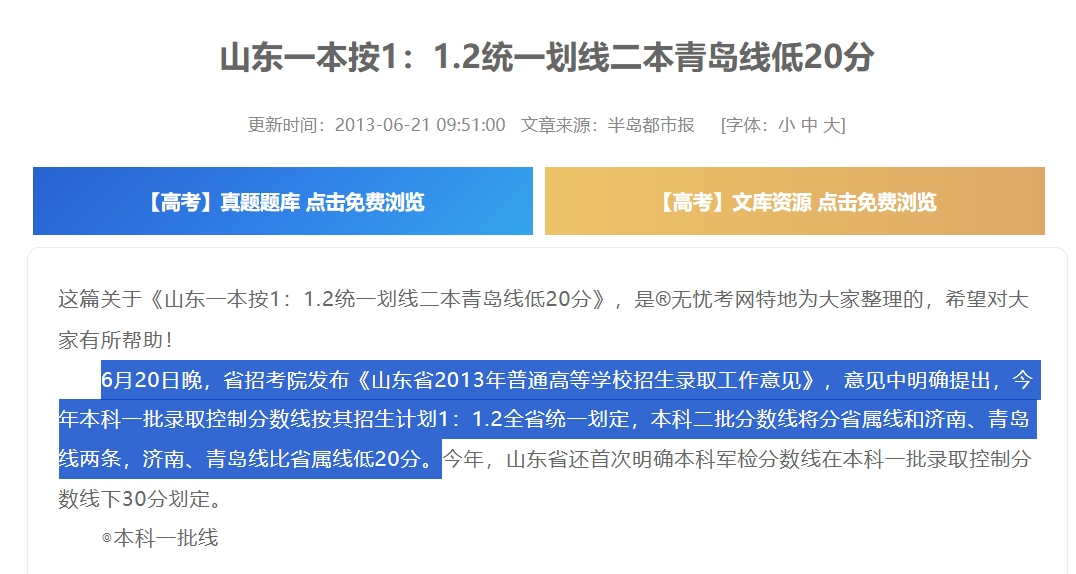 山东一本按1：1.2统一划线二本青岛线低20分
更新时间：2013-06-21 09:51:00 文章来源：半岛都市报 [字体：小 中 大]
【高考】真题题库 点击免费浏览
【高考】文库资源 点击免费浏览
这篇关于《山东一本按1：1.2统一划线二本青岛线低20分》，是®无忧考网特地为大家整理的，希望对大
家有所帮助！
6月20日晚，省招考院发布《山东省2013年普通高等学校招生录取工作意见》，意见中明确提出，今
年本科一批录取控制分数线按其招生计划1：1.2全省统一划定，本科二批分数线将分省属线和济南、青岛
线两条，济南、青岛线比省属线低20分。今年，山东省还首次明确本科军检分数线在本科一批录取控制分
数线下30分划定。
◎本科一批线